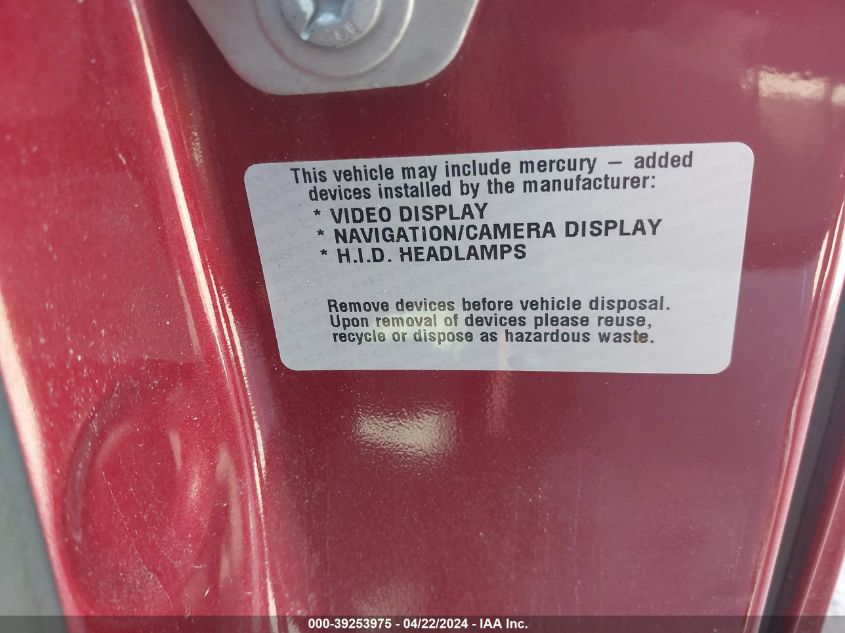 This vehicle may include mercury – added
devices installed by the manufacturer:
* VIDEO DISPLAY
* NAVIGATION/CAMERA DISPLAY
* H.I.D. HEADLAMPS
Remove devices before vehicle disposal.
Upon removal of devices please reuse,
recycle or dispose as hazardous waste.
000-39253975 - 04/22/2024 - IAA Inc.